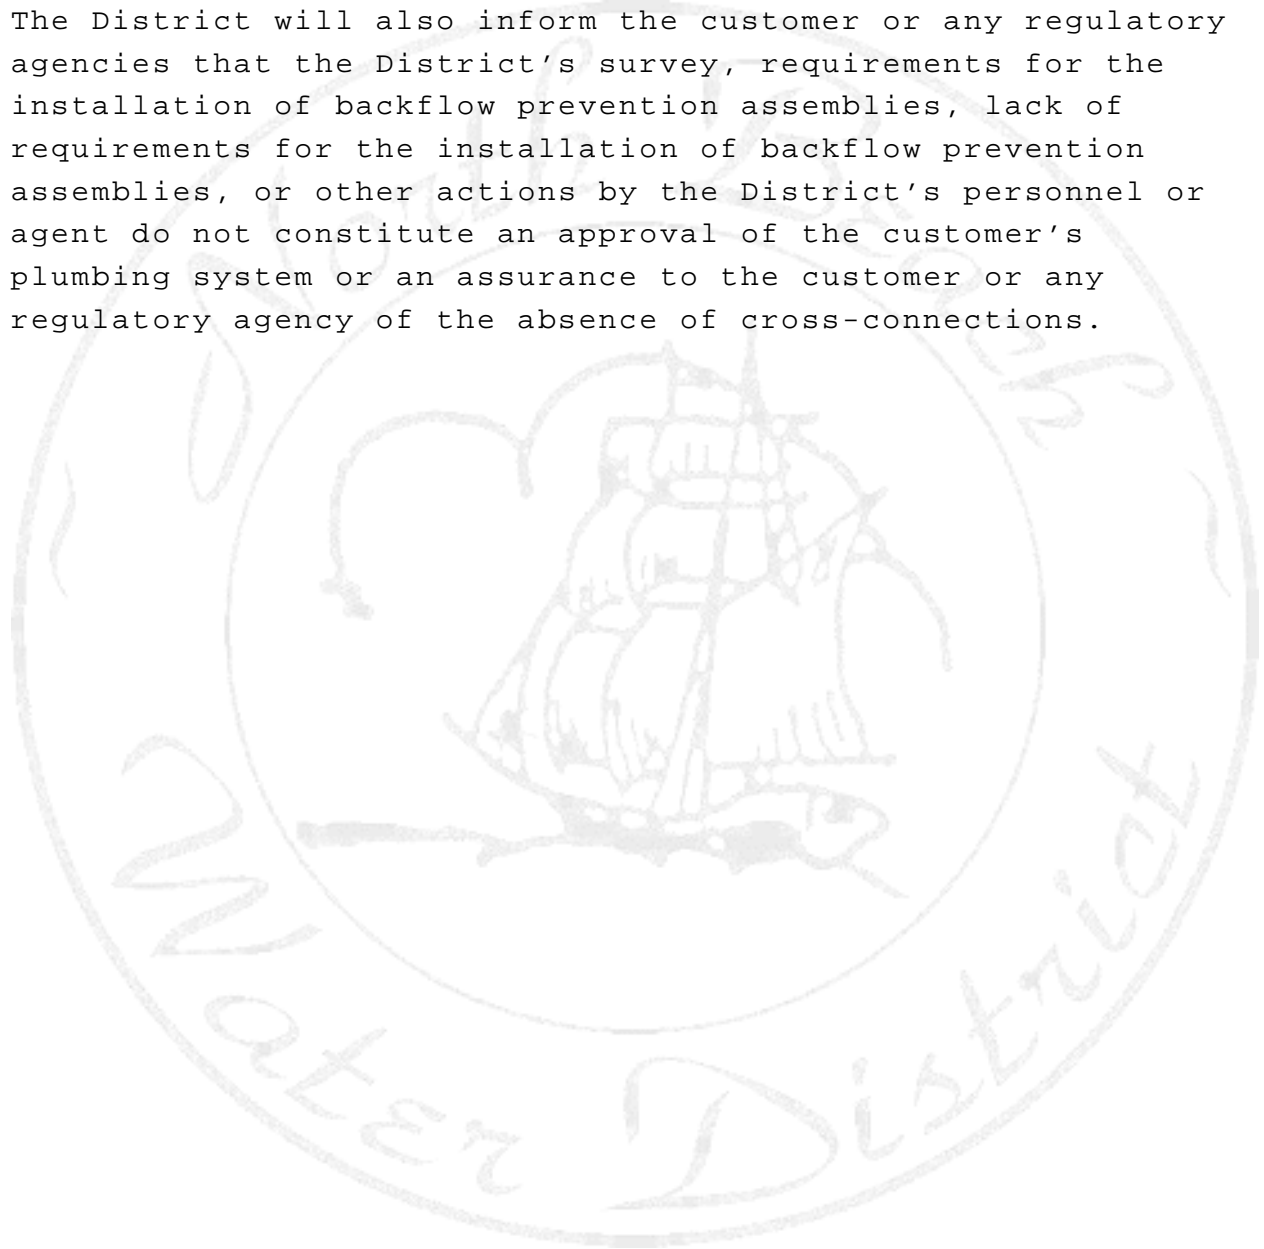 The District will also inform the customer or any regulatory
agencies that the District’s survey, requirements for the
installation of backflow prevention assemblies, lack of
requirements for the installation of backflow prevention
assemblies, or other actions by the District’s personnel or
agent do not constitute an approval of the customer’s
plumbing system or an assurance to the customer or any
regulatory agency of the absence of cross-connections.
North Beach
Water District